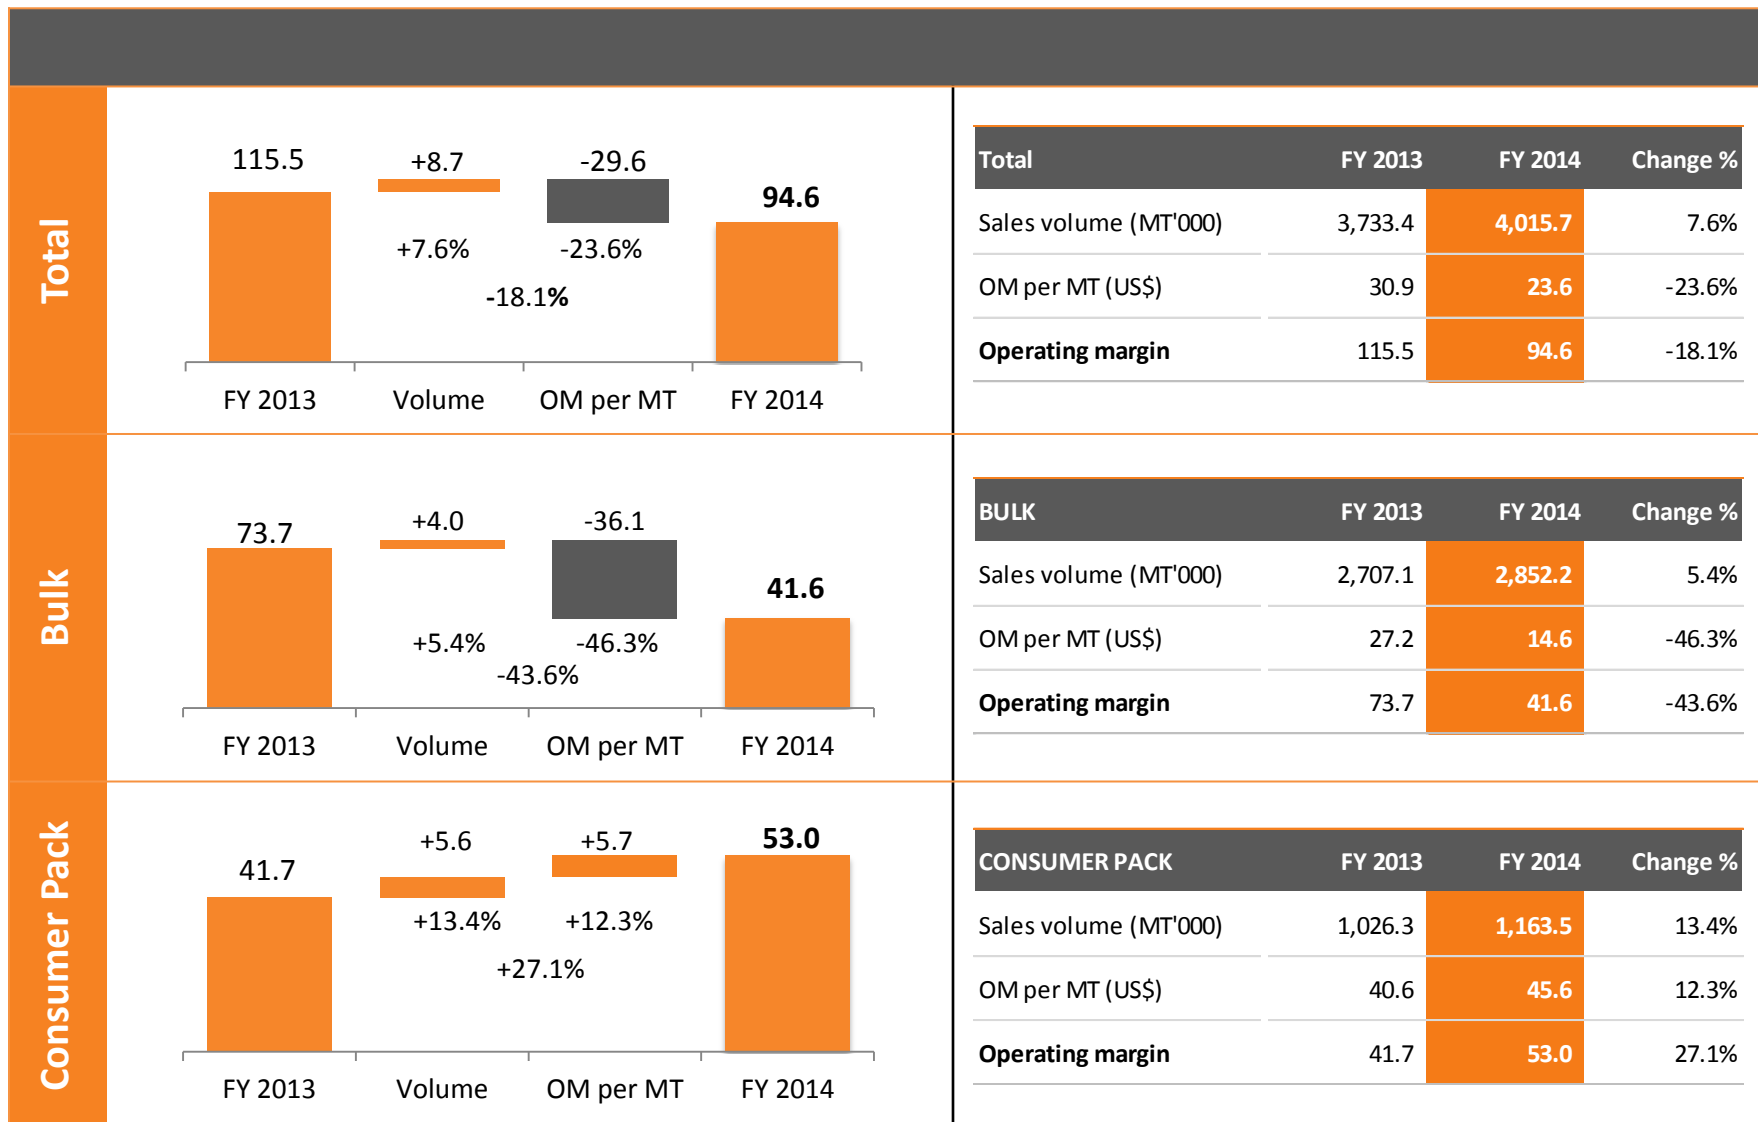 Total
115.5 +8.7 -29.6 94.6
+7.6% -23.6%
-18.1%
FY 2013 Volume OM per MT FY 2014
Total FY 2013 FY 2014 Change %
Sales volume (MT'000) 3,733.4 4,015.7 7.6%
OM per MT (US$) 30.9 23.6 -23.6%
Operating margin 115.5 94.6 -18.1%
Bulk
73.7 +4.0 -36.1 41.6
+5.4% -46.3%
-43.6%
FY 2013 Volume OM per MT FY 2014
BULK FY 2013 FY 2014 Change %
Sales volume (MT'000) 2,707.1 2,852.2 5.4%
OM per MT (US$) 27.2 14.6 -46.3%
Operating margin 73.7 41.6 -43.6%
Consumer Pack
41.7 +5.6 +5.7 53.0
+13.4% +12.3%
+27.1%
FY 2013 Volume OM per MT FY 2014
CONSUMER PACK FY 2013 FY 2014 Change %
Sales volume (MT'000) 1,026.3 1,163.5 13.4%
OM per MT (US$) 40.6 45.6 12.3%
Operating margin 41.7 53.0 27.1%